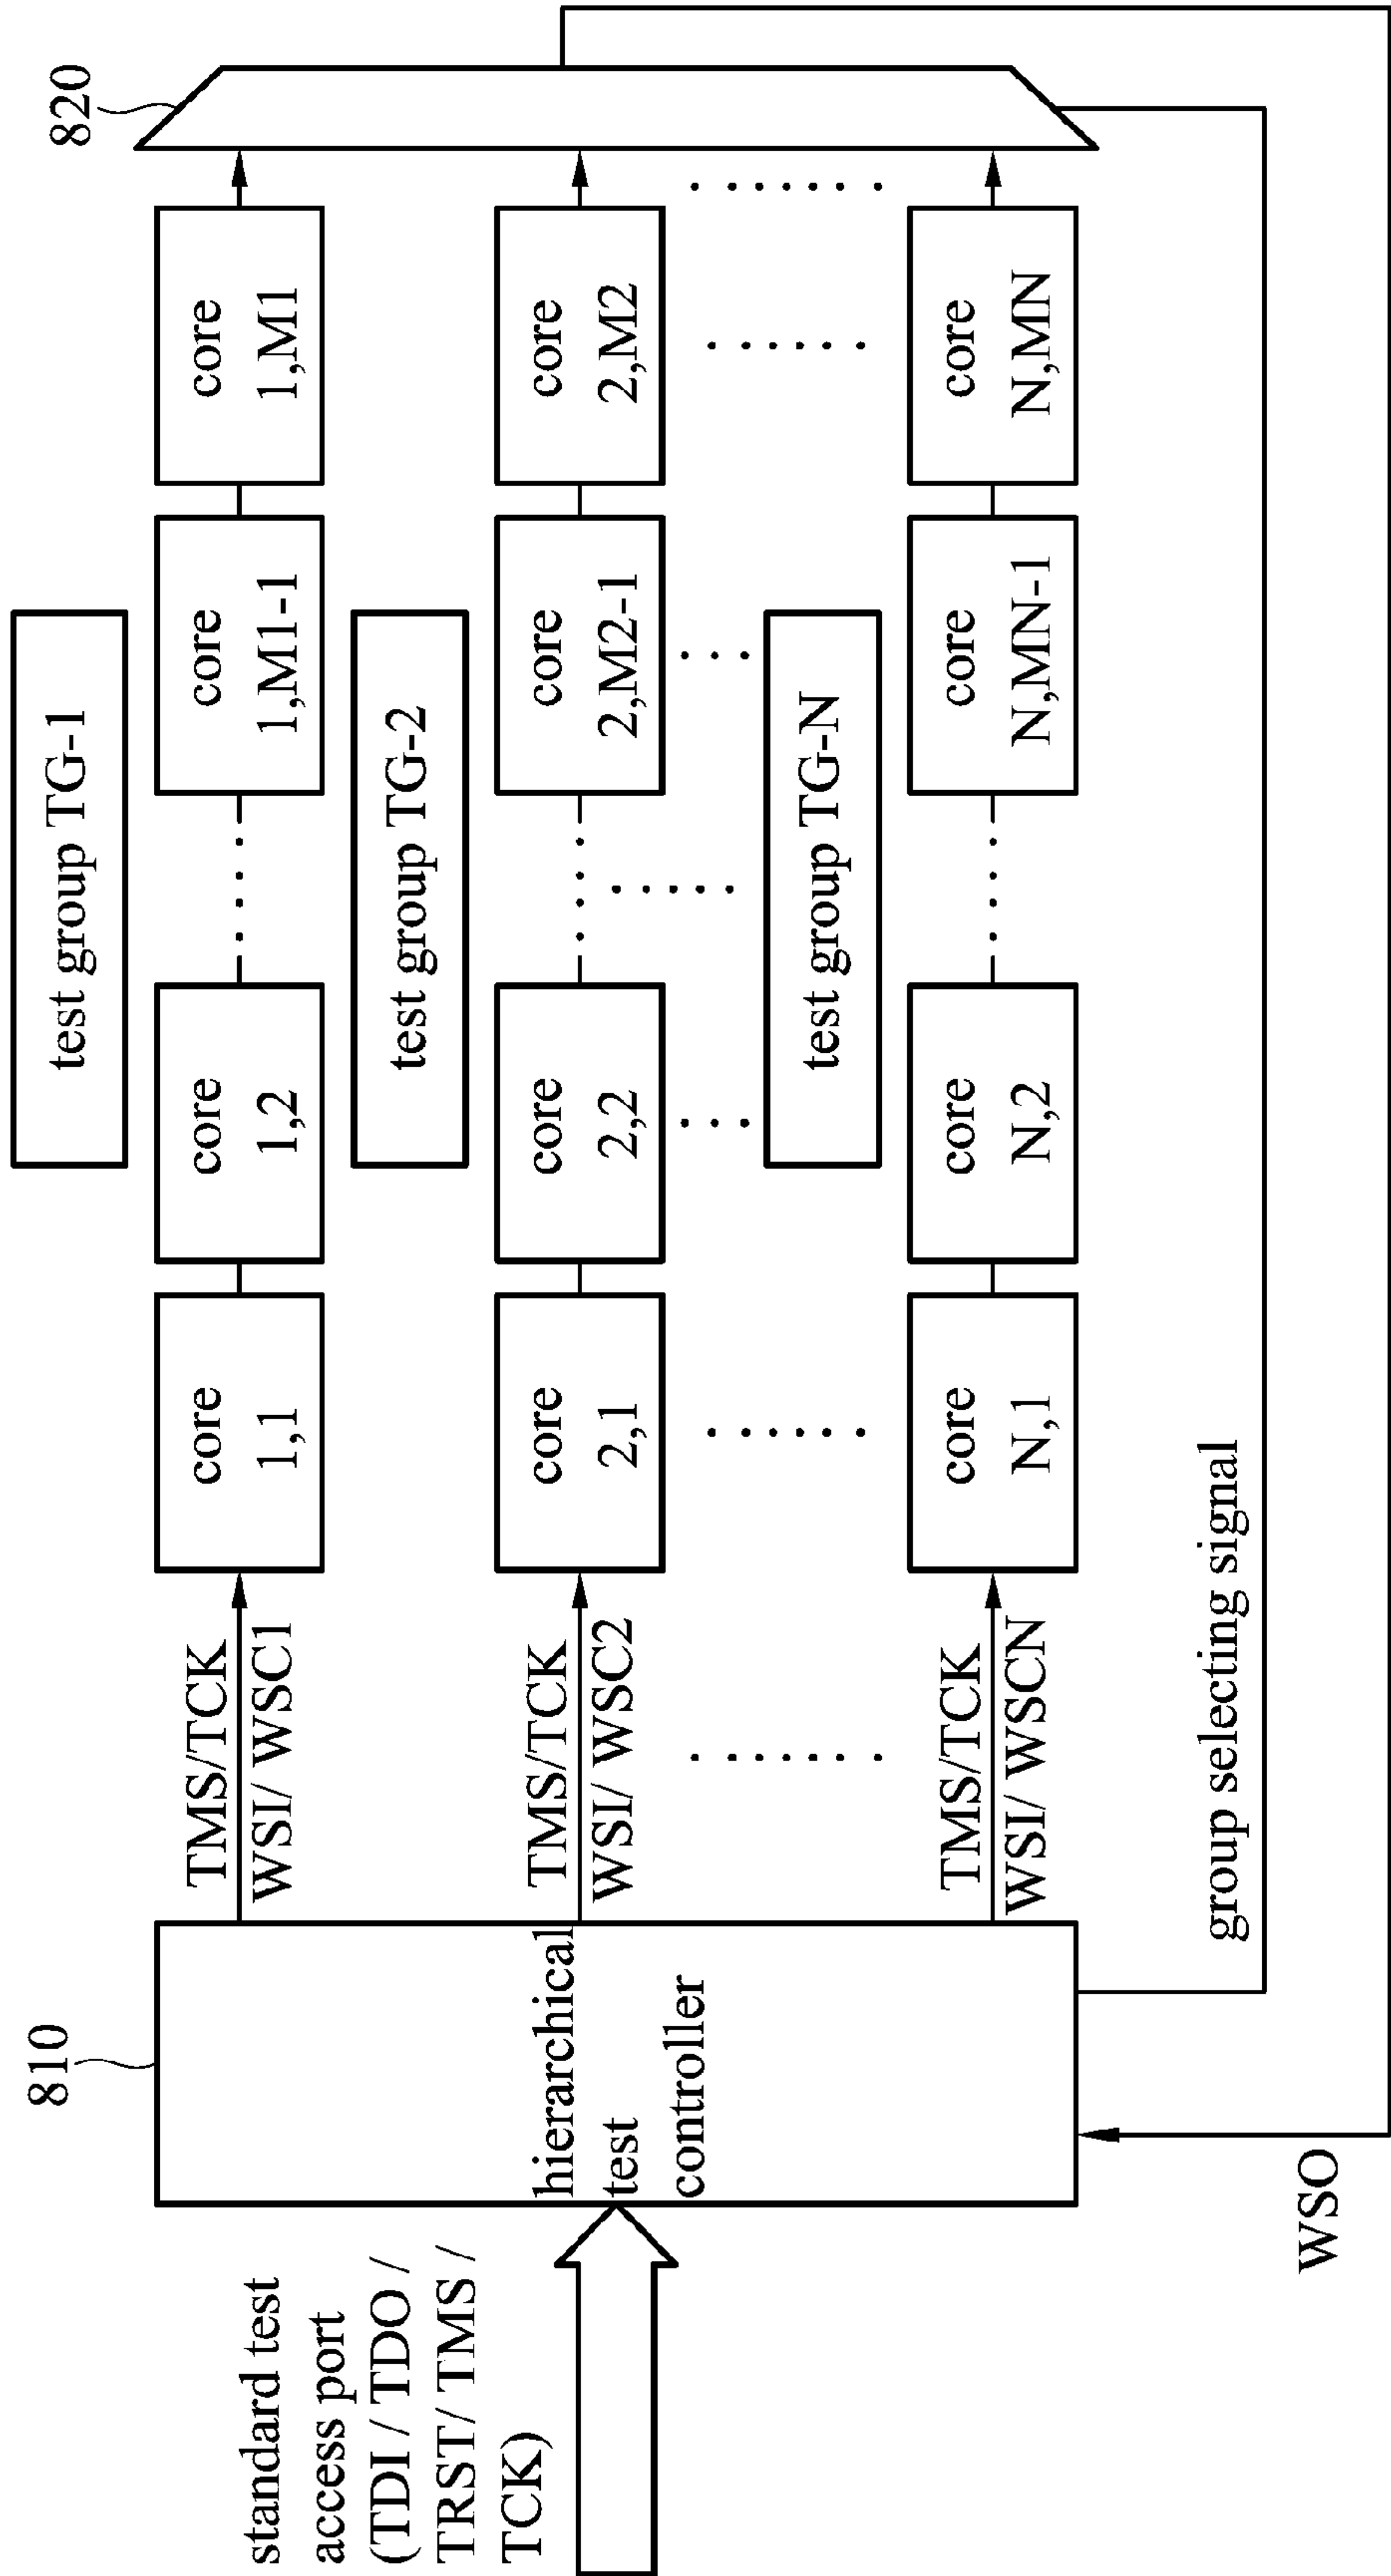 810
820
standard test
access port
(TDI / TDO /
TRST/ TMS /
TCK)
hierarchical
test
controller
test group TG-1
TMS/TCK
WSI/ WSC1
core
1,1
core
1,2
core
1,M1-1
core
1,M1
test group TG-2
TMS/TCK
WSI/ WSC2
core
2,1
core
2,2
core
2,M2-1
core
2,M2
test group TG-N
TMS/TCK
WSI/ WSCN
core
N,1
core
N,2
core
N,MN-1
core
N,MN
group selecting signal
WSO